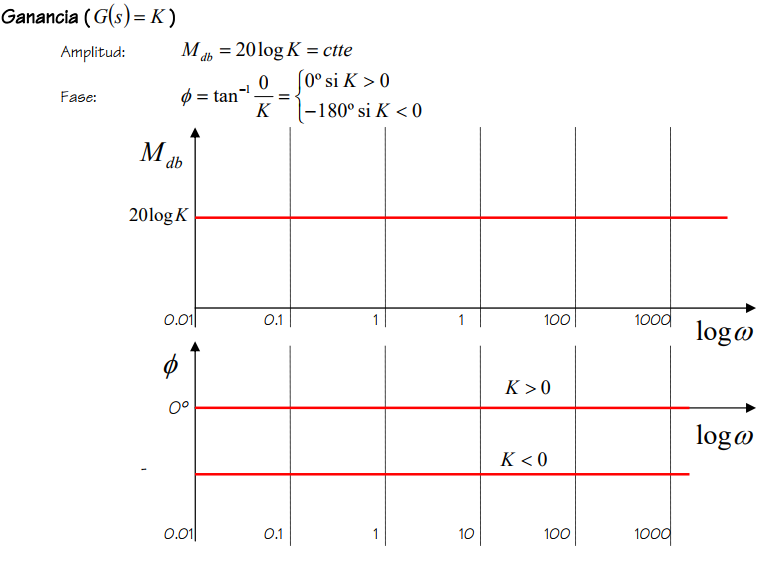 Ganancia ( G(s) = K )
Amplitud: M_db = 20 log K = ctte
Fase: ϕ = tan⁻¹ 0/K = { 0º si K > 0
−180º si K < 0
M_db
20 log K
0.01 0.1 1 1 100 1000
log ω
ϕ
K > 0
0º
log ω
K < 0
-
0.01 0.1 1 10 100 1000